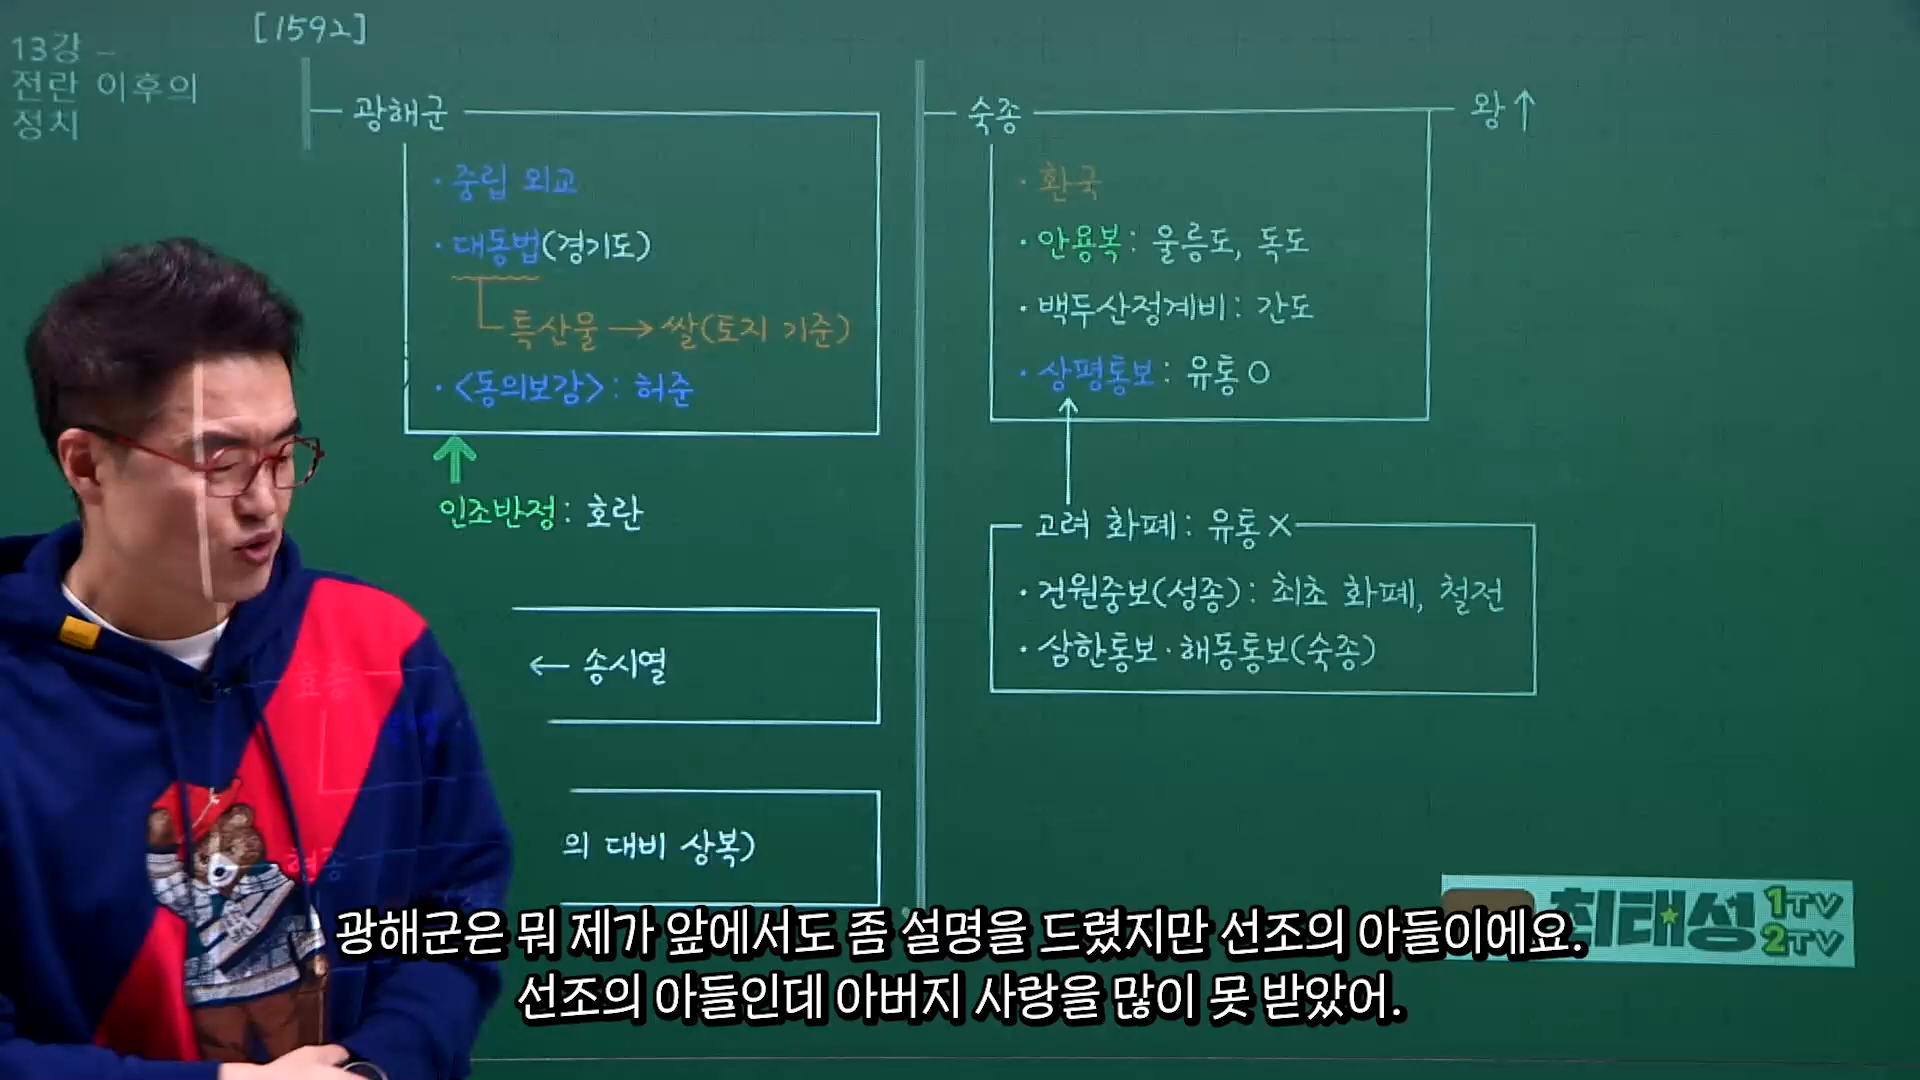 13강 -
전란 이후의
정치
[1592]
광해군
· 중립 외교
· 대동법(경기도)
특산물 → 쌀(토지 기준)
· <동의보감> : 허준
인조반정 : 호란
효종
← 송시열
현종
의 대비 상복)
숙종
왕 ↑
· 환국
· 안용복 : 울릉도, 독도
· 백두산정계비 : 간도
· 상평통보 : 유통 O
고려 화폐 : 유통 X
· 건원중보(성종) : 최초 화폐, 철전
· 삼한통보 · 해동통보(숙종)
최태성 1TV
2TV
광해군은 뭐 제가 앞에서도 좀 설명을 드렸지만 선조의 아들이에요.
선조의 아들인데 아버지 사랑을 많이 못 받았어.